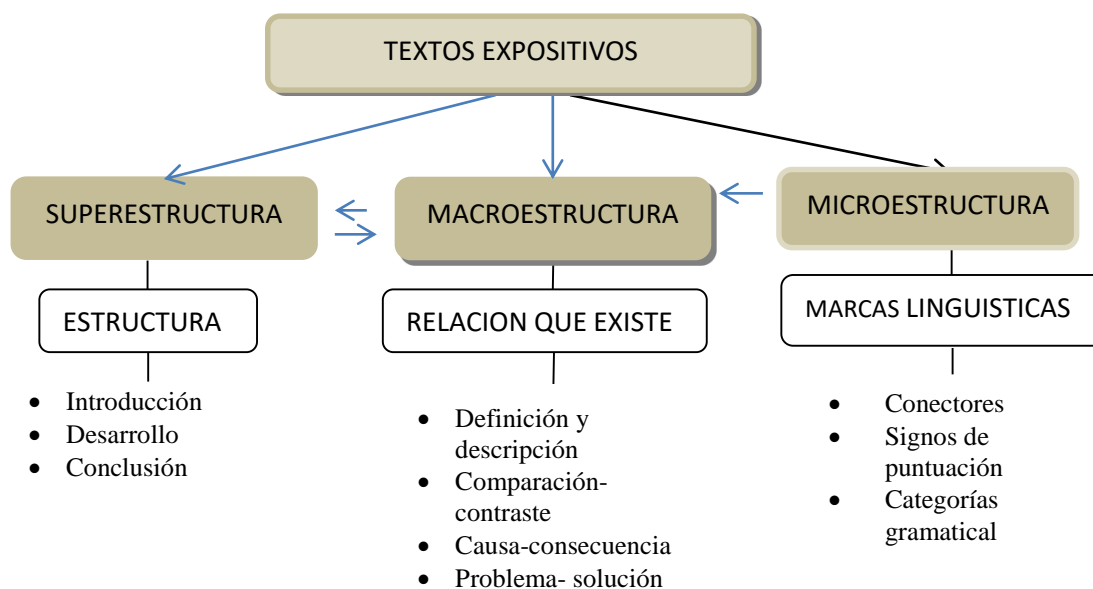 TEXTOS EXPOSITIVOS
SUPERESTRUCTURA
MACROESTRUCTURA
MICROESTRUCTURA
ESTRUCTURA
RELACION QUE EXISTE
MARCAS LINGUISTICAS
• Introducción
• Desarrollo
• Conclusión
• Definición y
descripción
• Comparación-
contraste
• Causa-consecuencia
• Problema- solución
• Conectores
• Signos de
puntuación
• Categorías
gramatical